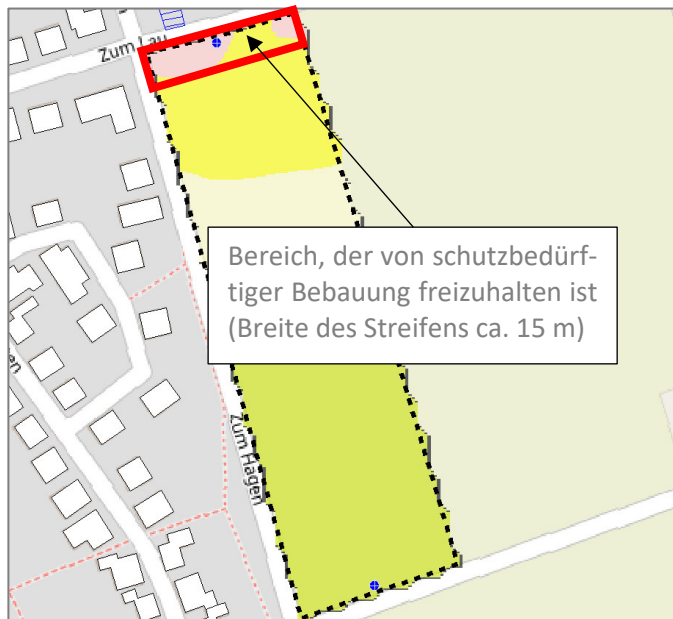 Zum Lau
Bereich, der von schutzbedürf-
tiger Bebauung freizuhalten ist
(Breite des Streifens ca. 15 m)
Zum Hagen